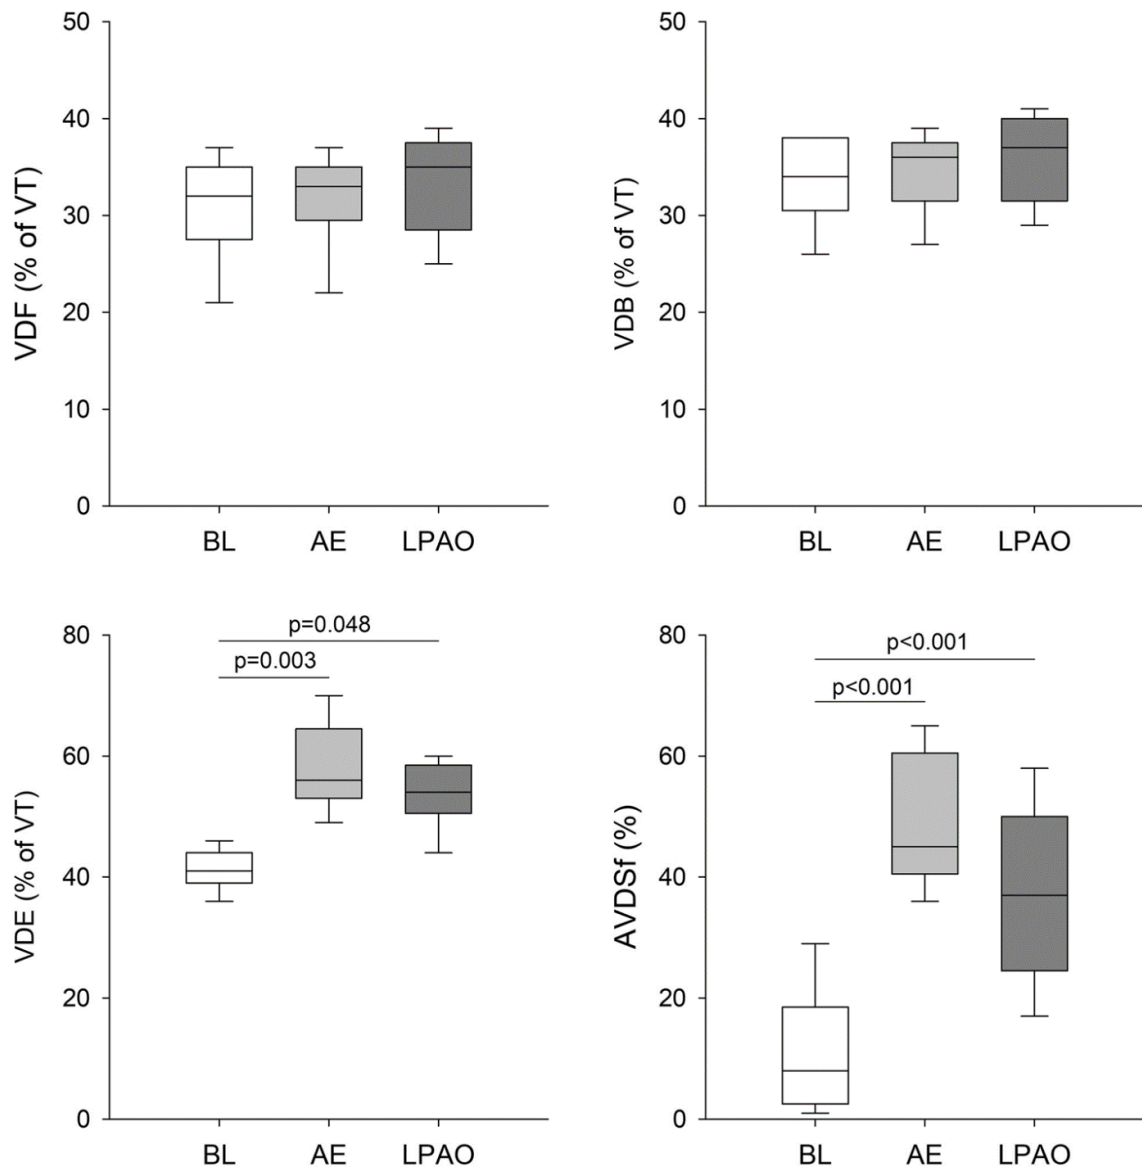 VDF (% of VT)
50
40
30
20
10
0
BL AE LPAO
VDB (% of VT)
50
40
30
20
10
0
BL AE LPAO
VDE (% of VT)
80
60
40
20
0
p=0.048
p=0.003
BL AE LPAO
AVDSf (%)
80
60
40
20
0
p<0.001
p<0.001
BL AE LPAO